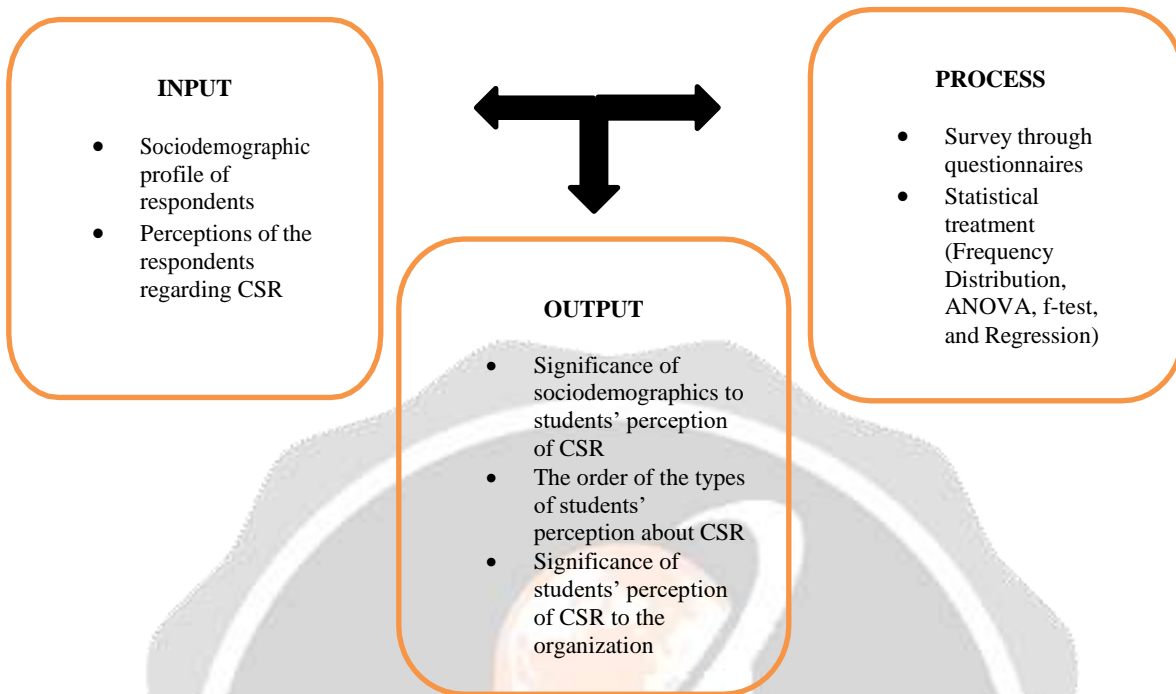 INPUT
• Sociodemographic
profile of
respondents
• Perceptions of the
respondents
regarding CSR
PROCESS
• Survey through
questionnaires
• Statistical
treatment
(Frequency
Distribution,
ANOVA, f-test,
and Regression)
OUTPUT
• Significance of
sociodemographics to
students’ perception
of CSR
• The order of the types
of students’
perception about CSR
• Significance of
students’ perception
of CSR to the
organization